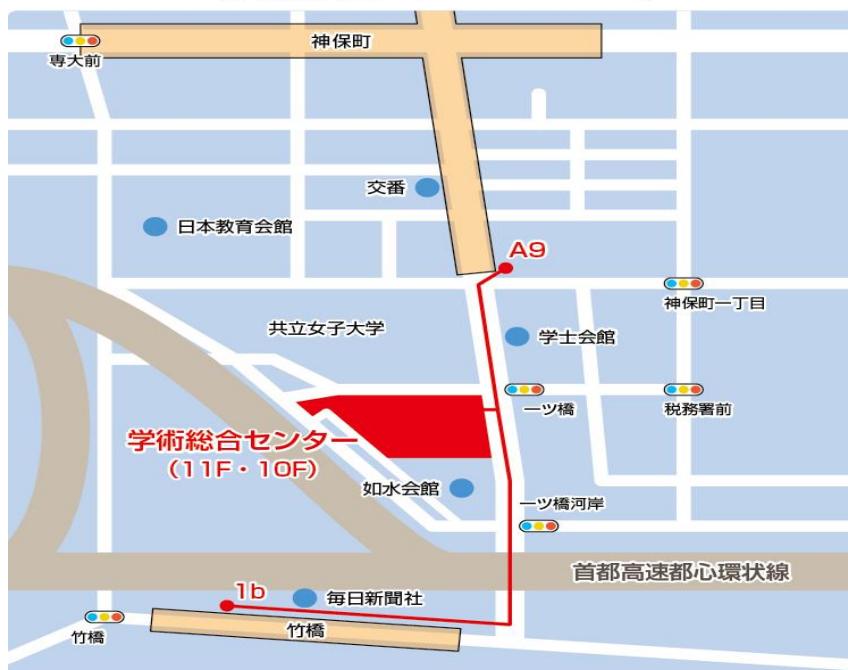 神保町
専大前
交番
日本教育会館
A9
神保町一丁目
共立女子大学
学士会館
一ツ橋
税務署前
学術総合センター
(11F・10F)
如水会館
一ツ橋河岸
首都高速都心環状線
1b
毎日新聞社
竹橋
竹橋